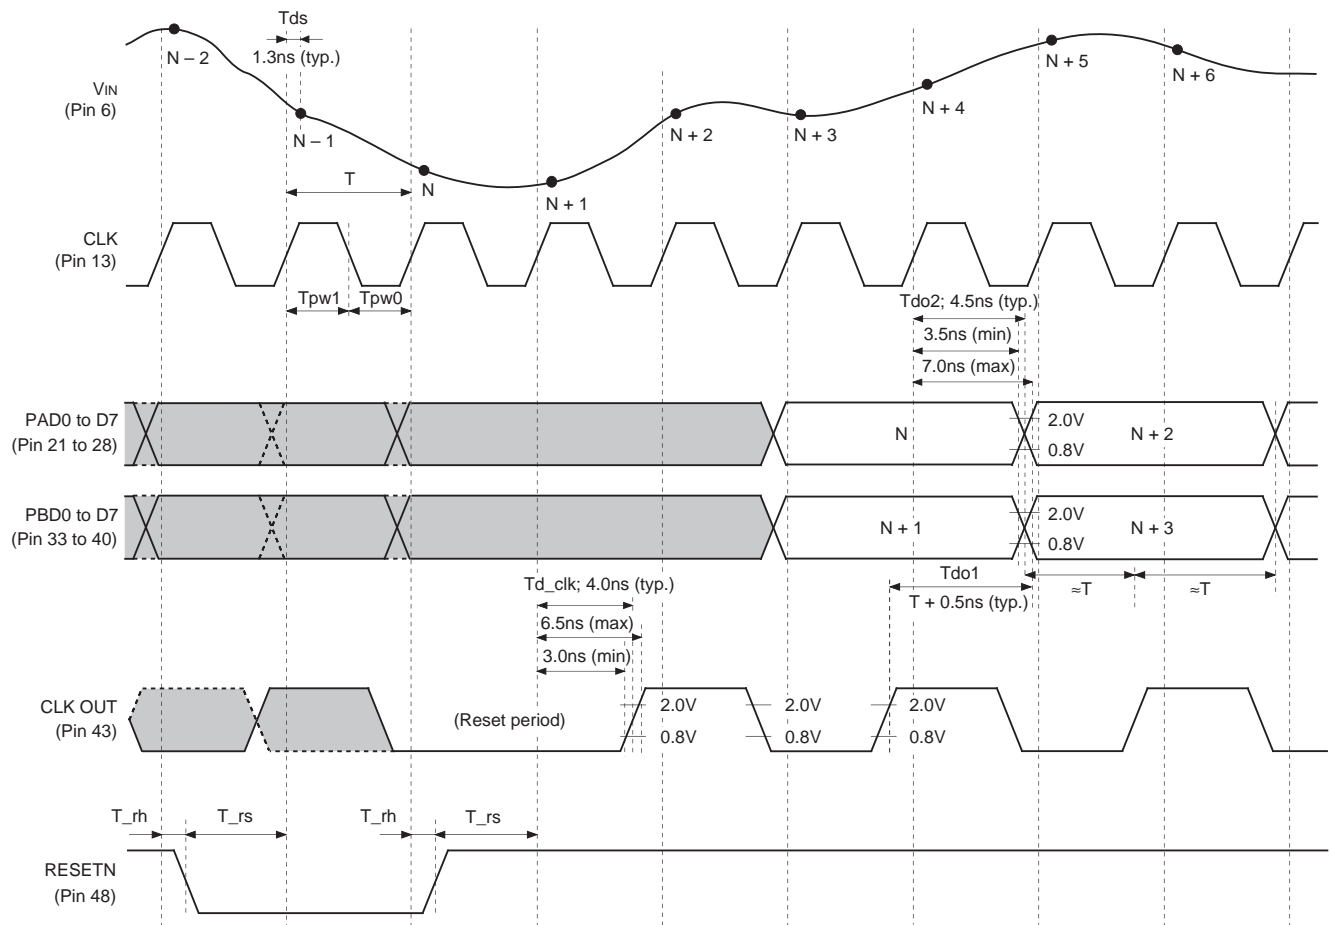 Tds
1.3ns (typ.)
N – 2
VIN
(Pin 6)
N – 1
T
N
N + 1
N + 2
N + 3
N + 4
N + 5
N + 6
CLK
(Pin 13)
Tpw1
Tpw0
Tdo2; 4.5ns (typ.)
3.5ns (min)
7.0ns (max)
PAD0 to D7
(Pin 21 to 28)
N
2.0V
0.8V
N + 2
PBD0 to D7
(Pin 33 to 40)
N + 1
2.0V
0.8V
N + 3
Td_clk; 4.0ns (typ.)
6.5ns (max)
3.0ns (min)
Tdo1
T + 0.5ns (typ.)
≈T
≈T
CLK OUT
(Pin 43)
(Reset period)
2.0V
0.8V
2.0V
0.8V
2.0V
0.8V
T_rh
T_rs
T_rh
T_rs
RESETN
(Pin 48)